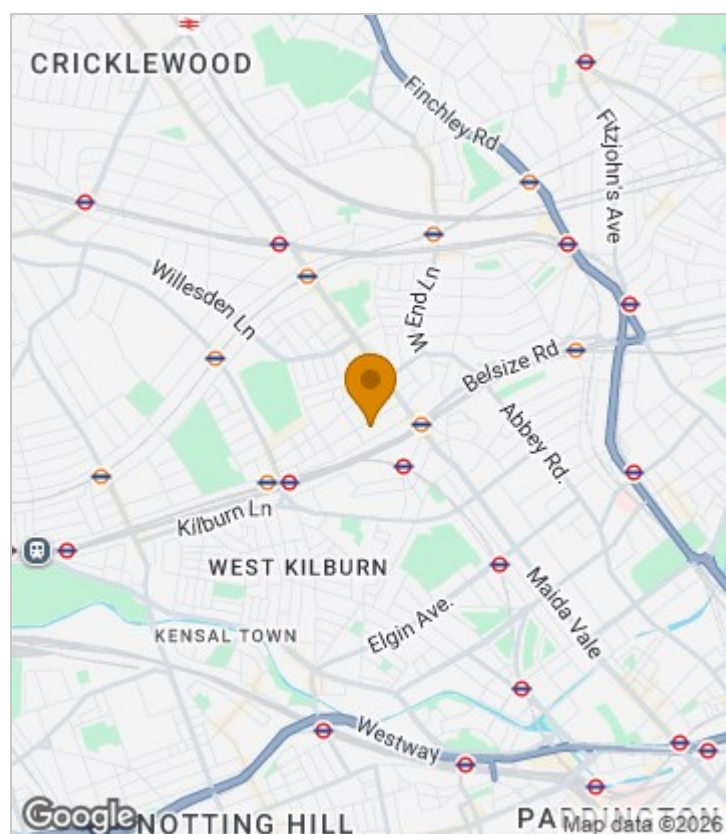 CRICKLEWOOD
Finchley Rd
Fitzjohn's Ave
Willesden Ln
W End Ln
Belsize Rd
Abbey Rd.
Kilburn Ln
WEST KILBURN
Maida Vale
KENSAL TOWN
Elgin Ave.
Westway
Google
NOTTING HILL
PADDINGTON
Map data ©2026